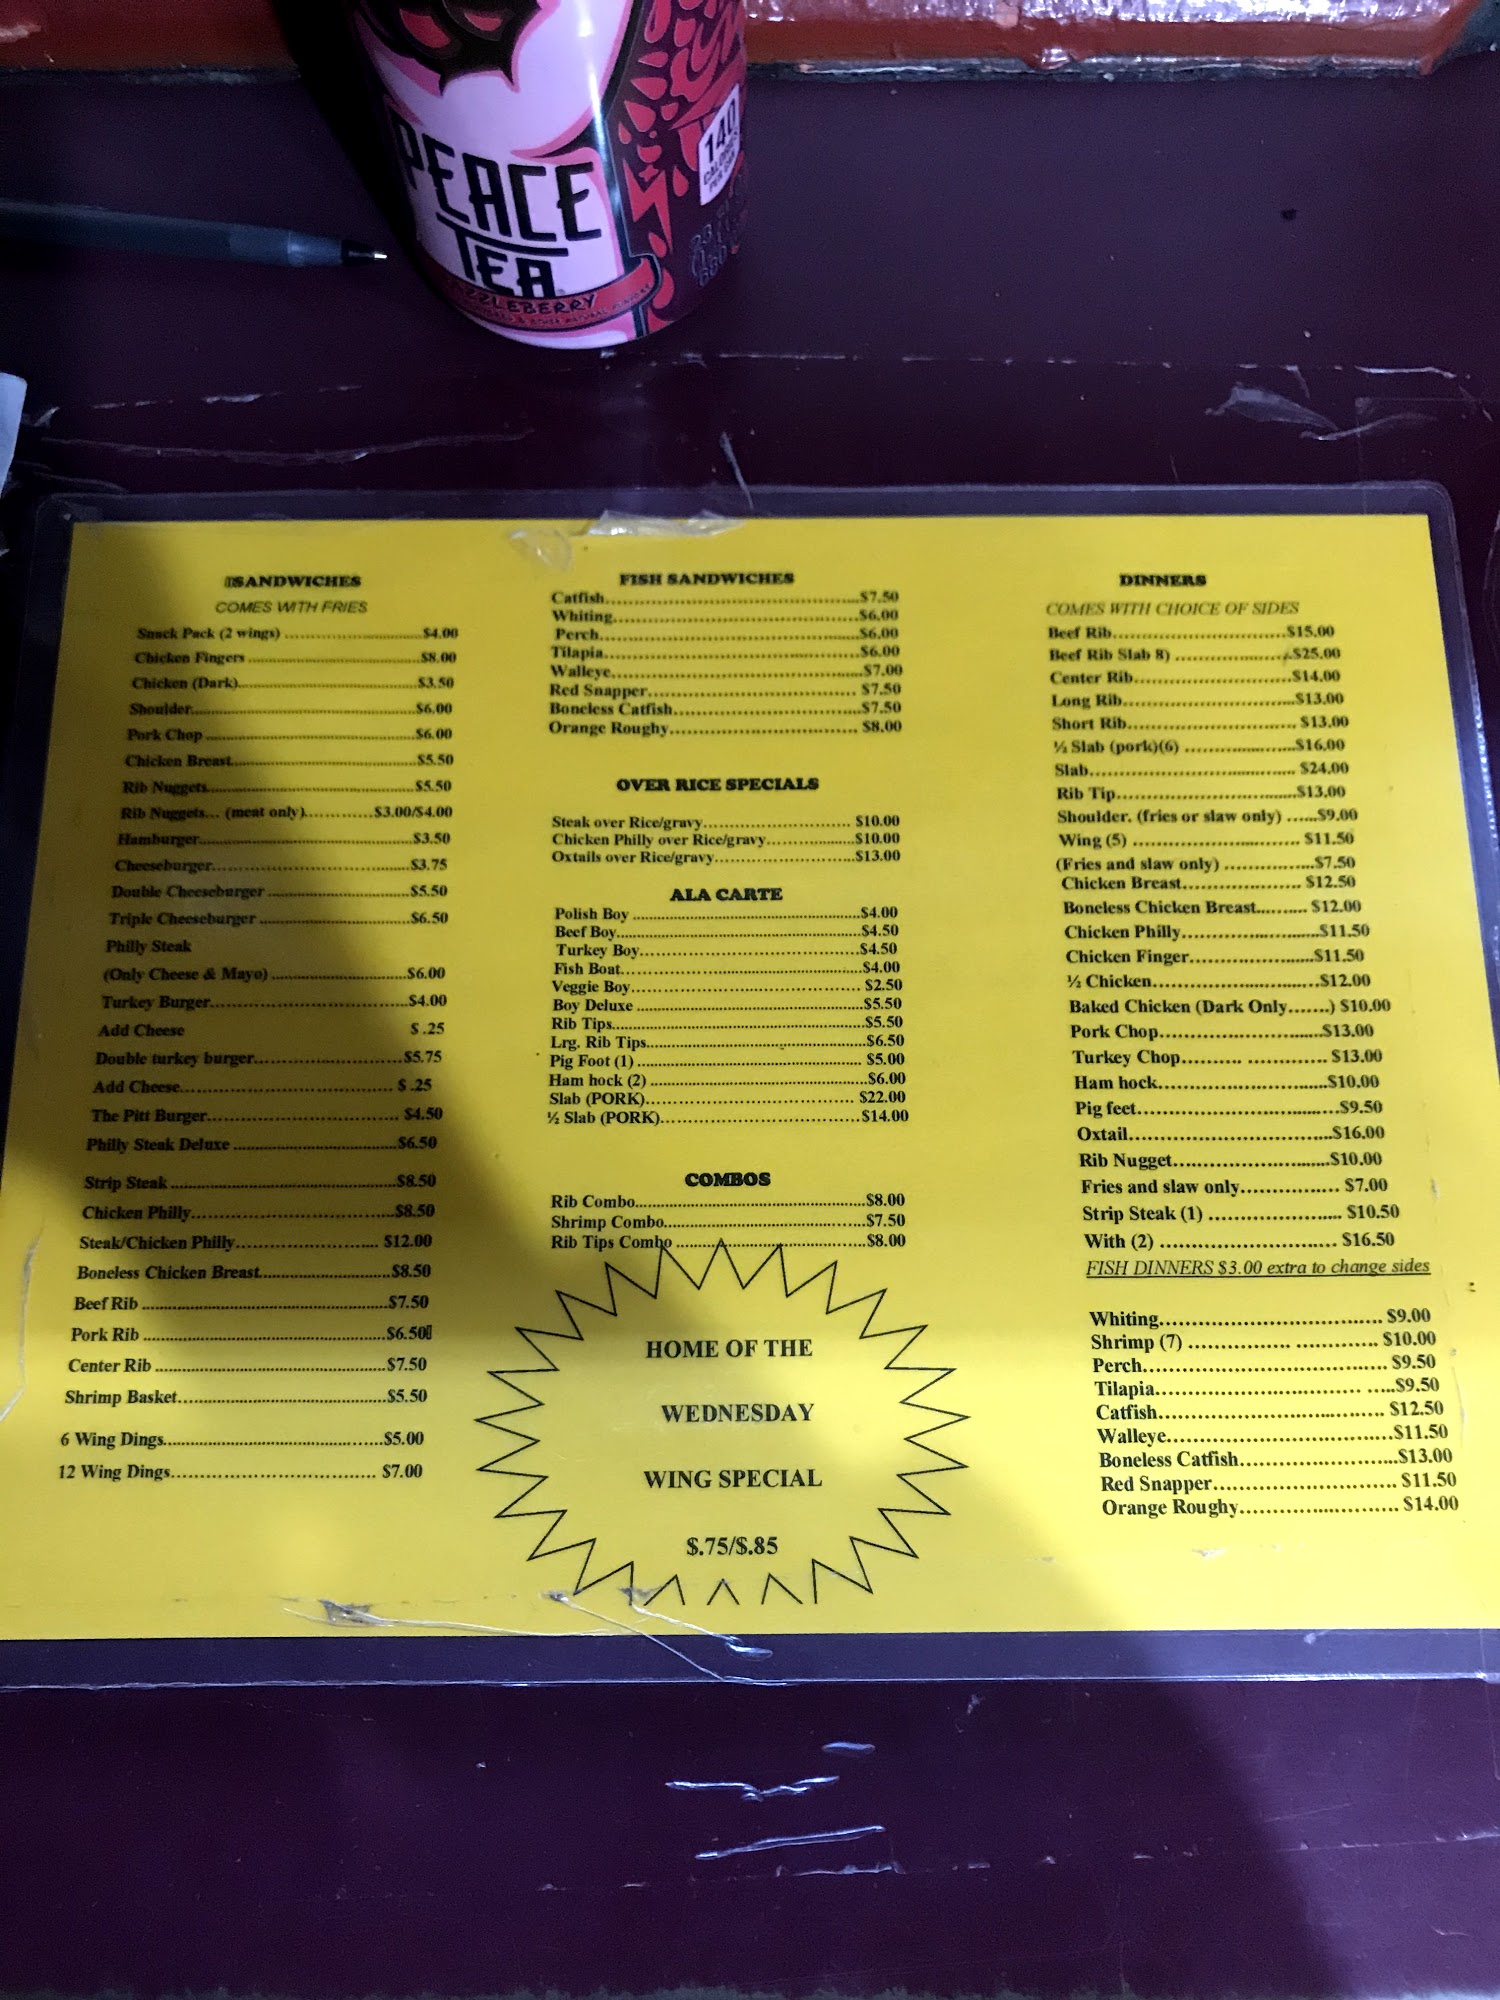 PEACE
TEA
ZZLEBERRY
140
CALORIES
PER CAN
SANDWICHES
COMES WITH FRIES
Snack Pack (2 wings) ........ $4.00
Chicken Fingers ........ $8.00
Chicken (Dark)........ $3.50
Shoulder........ $6.00
Pork Chop ........ $6.00
Chicken Breast........ $5.50
Rib Nuggets........ $5.50
Rib Nuggets... (meat only)........ $3.00/$4.00
Hamburger........ $3.50
Cheeseburger........ $3.75
Double Cheeseburger ........ $5.50
Triple Cheeseburger ........ $6.50
Philly Steak
(Only Cheese & Mayo) ........ $6.00
Turkey Burger........ $4.00
Add Cheese $ .25
Double turkey burger........ $5.75
Add Cheese........ $ .25
The Pitt Burger........ $4.50
Philly Steak Deluxe ........ $6.50
Strip Steak ........ $8.50
Chicken Philly........ $8.50
Steak/Chicken Philly........ $12.00
Boneless Chicken Breast........ $8.50
Beef Rib ........ $7.50
Pork Rib ........ $6.50
Center Rib ........ $7.50
Shrimp Basket........ $5.50
6 Wing Dings........ $5.00
12 Wing Dings........ $7.00
FISH SANDWICHES
Catfish........ $7.50
Whiting........ $6.00
Perch........ $6.00
Tilapia........ $6.00
Walleye........ $7.00
Red Snapper........ $7.50
Boneless Catfish........ $7.50
Orange Roughy........ $8.00
OVER RICE SPECIALS
Steak over Rice/gravy........ $10.00
Chicken Philly over Rice/gravy........ $10.00
Oxtails over Rice/gravy........ $13.00
ALA CARTE
Polish Boy ........ $4.00
Beef Boy........ $4.50
Turkey Boy........ $4.50
Fish Boat........ $4.00
Veggie Boy........ $2.50
Boy Deluxe ........ $5.50
Rib Tips........ $5.50
Lrg. Rib Tips........ $6.50
Pig Foot (1) ........ $5.00
Ham hock (2) ........ $6.00
Slab (PORK)........ $22.00
½ Slab (PORK)........ $14.00
COMBOS
Rib Combo........ $8.00
Shrimp Combo........ $7.50
Rib Tips Combo ........ $8.00
HOME OF THE
WEDNESDAY
WING SPECIAL
$.75/$.85
DINNERS
COMES WITH CHOICE OF SIDES
Beef Rib........ $15.00
Beef Rib Slab 8) ........ $25.00
Center Rib........ $14.00
Long Rib........ $13.00
Short Rib........ $13.00
½ Slab (pork)(6) ........ $16.00
Slab........ $24.00
Rib Tip........ $13.00
Shoulder. (fries or slaw only) ......$9.00
Wing (5) ........ $11.50
(Fries and slaw only) ........ $7.50
Chicken Breast........ $12.50
Boneless Chicken Breast........ $12.00
Chicken Philly........ $11.50
Chicken Finger........ $11.50
½ Chicken........ $12.00
Baked Chicken (Dark Only.......) $10.00
Pork Chop........ $13.00
Turkey Chop........ $13.00
Ham hock........ $10.00
Pig feet........ $9.50
Oxtail........ $16.00
Rib Nugget........ $10.00
Fries and slaw only........ $7.00
Strip Steak (1) ........ $10.50
With (2) ........ $16.50
FISH DINNERS $3.00 extra to change sides
Whiting........ $9.00
Shrimp (7) ........ $10.00
Perch........ $9.50
Tilapia........ $9.50
Catfish........ $12.50
Walleye........ $11.50
Boneless Catfish........ $13.00
Red Snapper........ $11.50
Orange Roughy........ $14.00